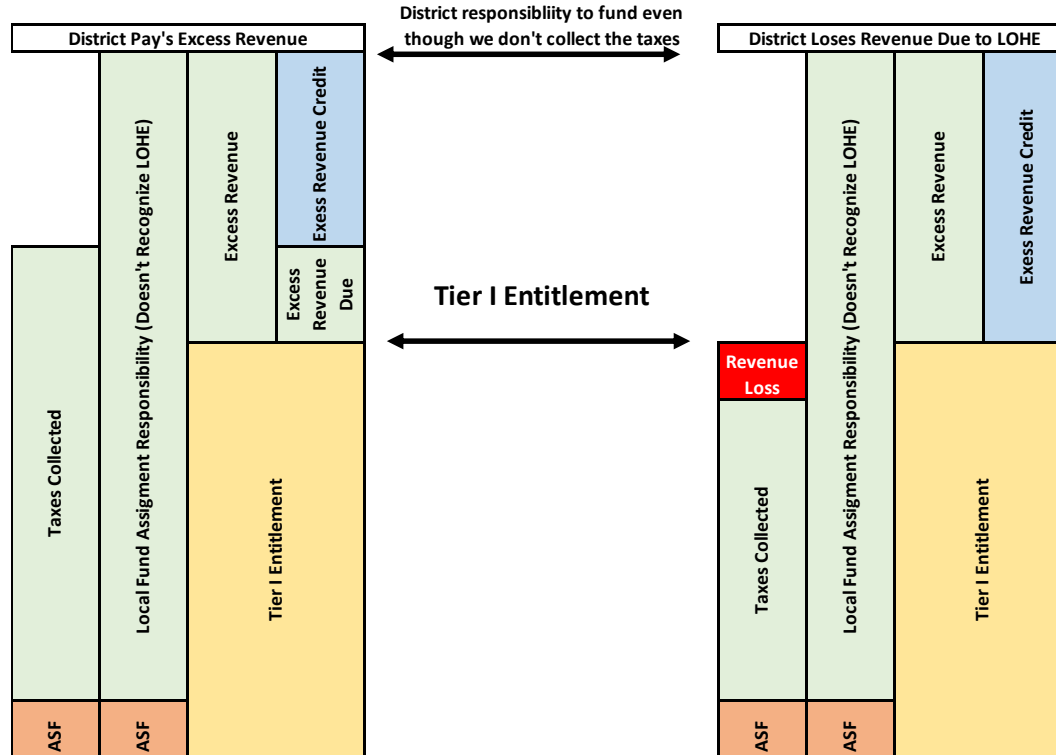 District responsibliity to fund even
though we don't collect the taxes
District Pay's Excess Revenue
District Loses Revenue Due to LOHE
Taxes Collected
ASF
Local Fund Assigment Responsibility (Doesn't Recognize LOHE)
ASF
Excess Revenue
Exess Revenue Credit
Excess
Revenue
Due
Tier I Entitlement
Tier I Entitlement
Revenue
Loss
Taxes Collected
ASF
Local Fund Assigment Responsibility (Doesn't Recognize LOHE)
ASF
Excess Revenue
Exess Revenue Credit
Tier I Entitlement